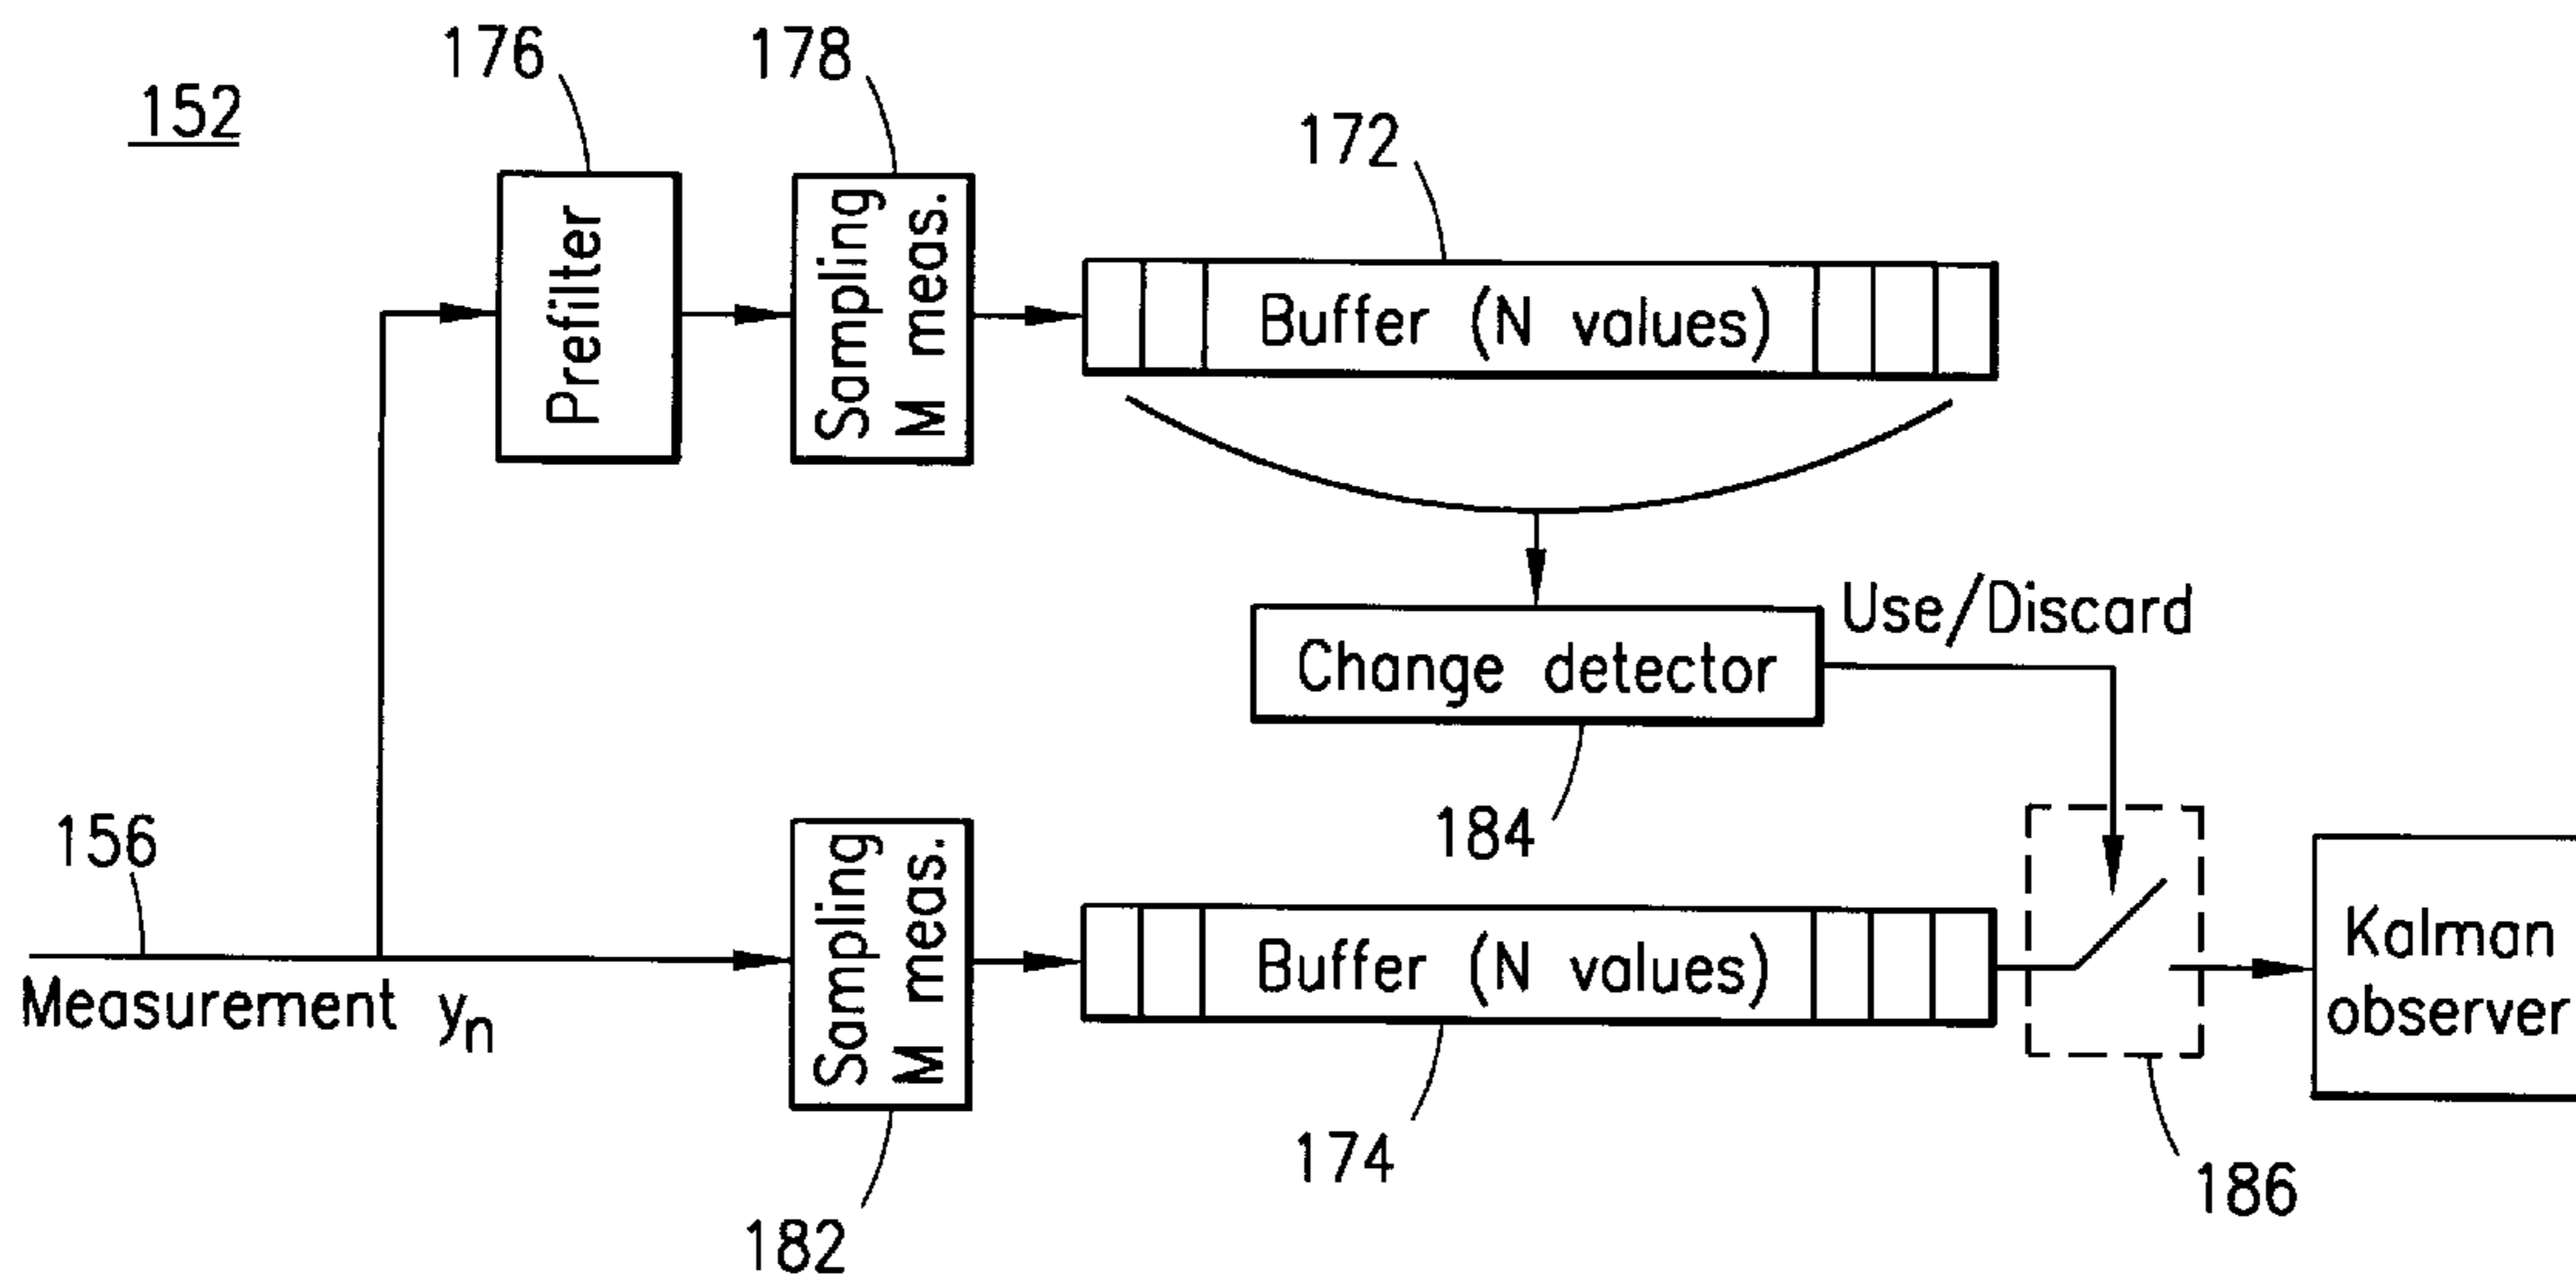 152
176
178
172
Prefilter
Sampling
M meas.
Buffer (N values)
Change detector
Use/Discard
184
156
Measurement yn
Sampling
M meas.
182
Buffer (N values)
174
186
Kalman
observer